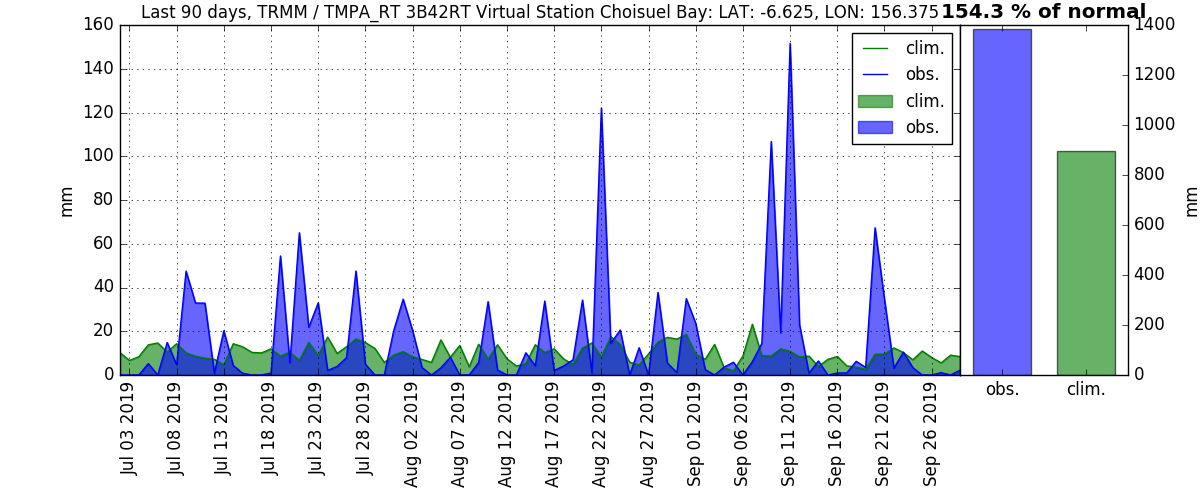 Last 90 days, TRMM / TMPA_RT 3B42RT Virtual Station Choisuel Bay: LAT: -6.625, LON: 156.375
154.3 % of normal
160
140
120
100
80
60
40
20
0
mm
clim.
obs.
clim.
obs.
Jul 03 2019
Jul 08 2019
Jul 13 2019
Jul 18 2019
Jul 23 2019
Jul 28 2019
Aug 02 2019
Aug 07 2019
Aug 12 2019
Aug 17 2019
Aug 22 2019
Aug 27 2019
Sep 01 2019
Sep 06 2019
Sep 11 2019
Sep 16 2019
Sep 21 2019
Sep 26 2019
1400
1200
1000
800
600
400
200
0
mm
obs.
clim.